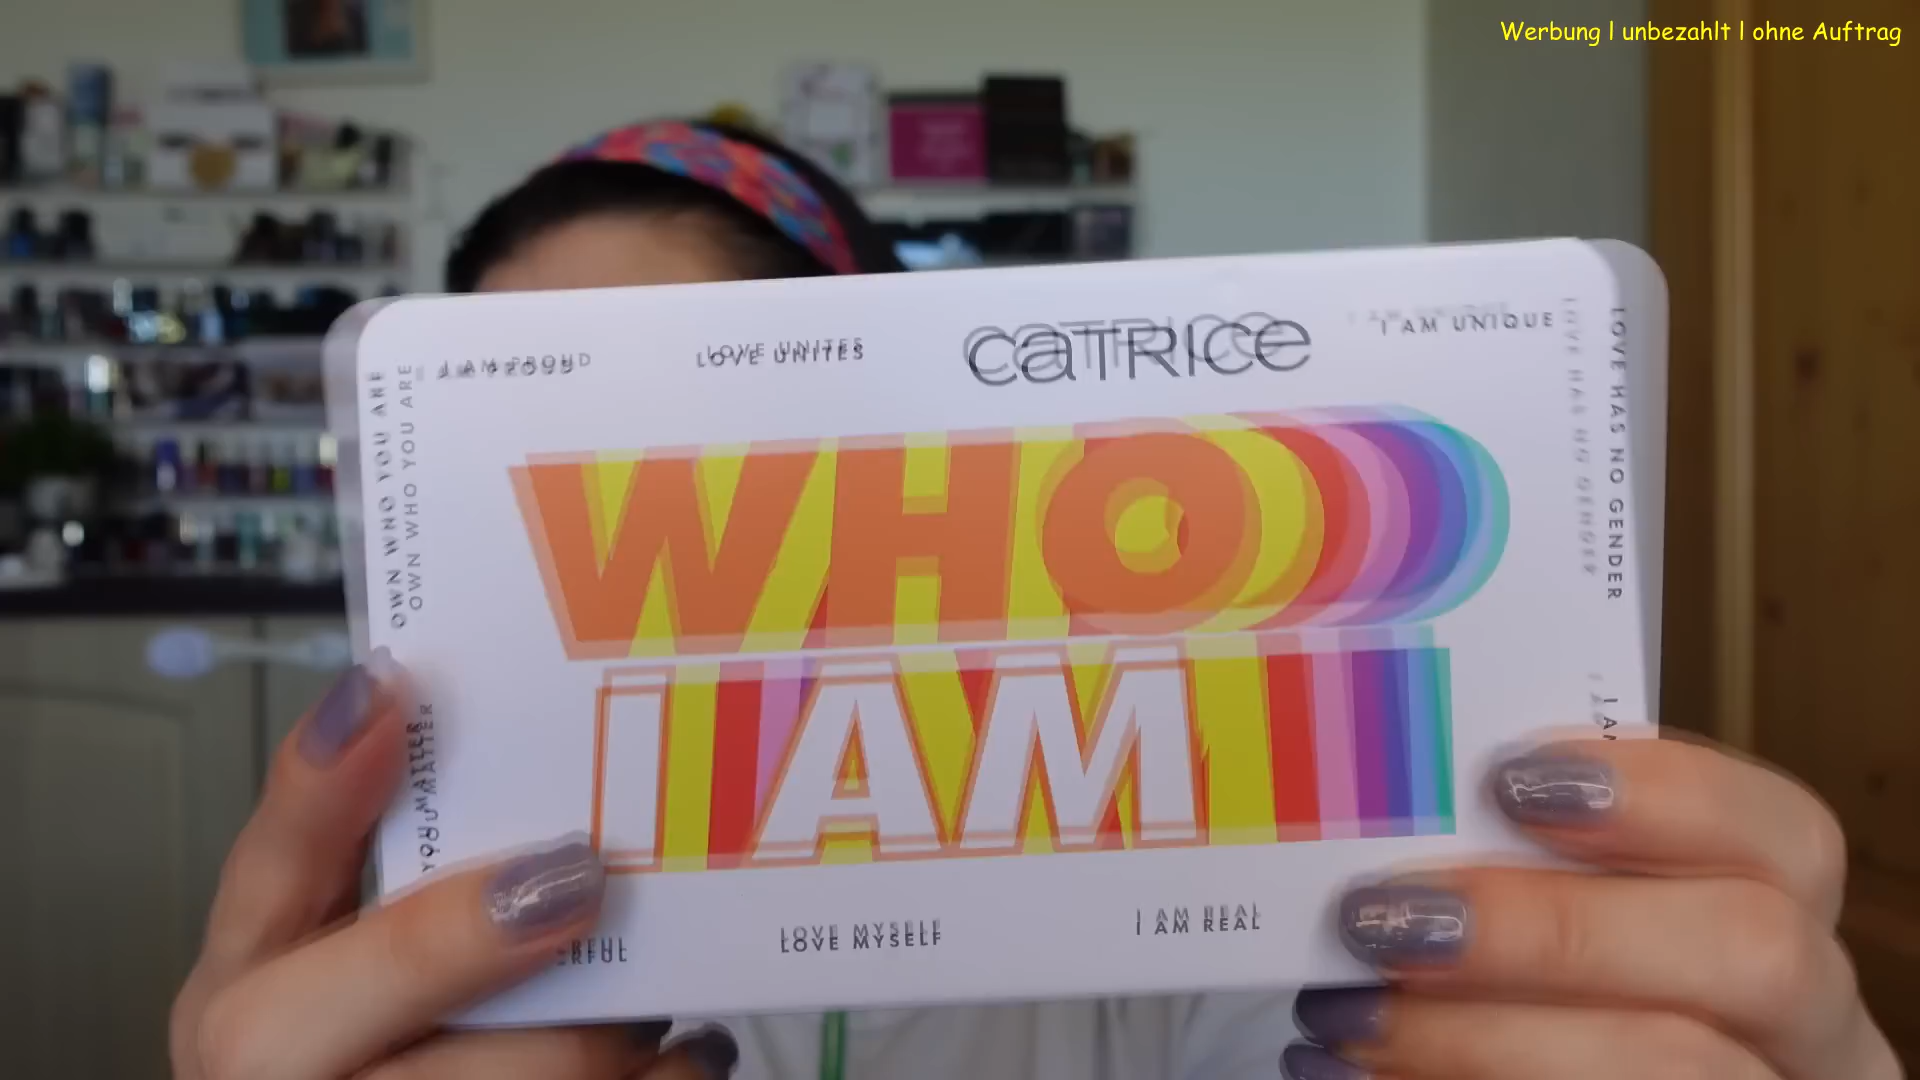 Werbung l unbezahlt l ohne Auftrag
I AM PROUD
LOVE UNITES
CATRICE
I AM UNIQUE
OWN WHO YOU ARE
LOVE HAS NO GENDER
WHO
I AM
YOU MATTER
I AM
LOVE MYSELF
I AM REAL